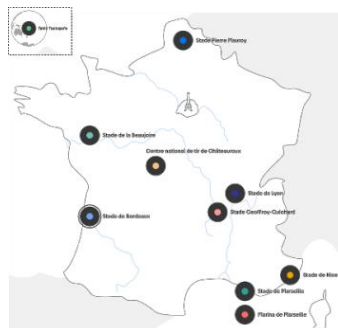 Stade Pierre Mauroy
Stade de la Beaujoire
Centre national de tir de Châteauroux
Stade de Lyon
Stade Geoffroy-Guichard
Stade de Bordeaux
Stade de Nice
Stade de Marseille
Marina de Marseille